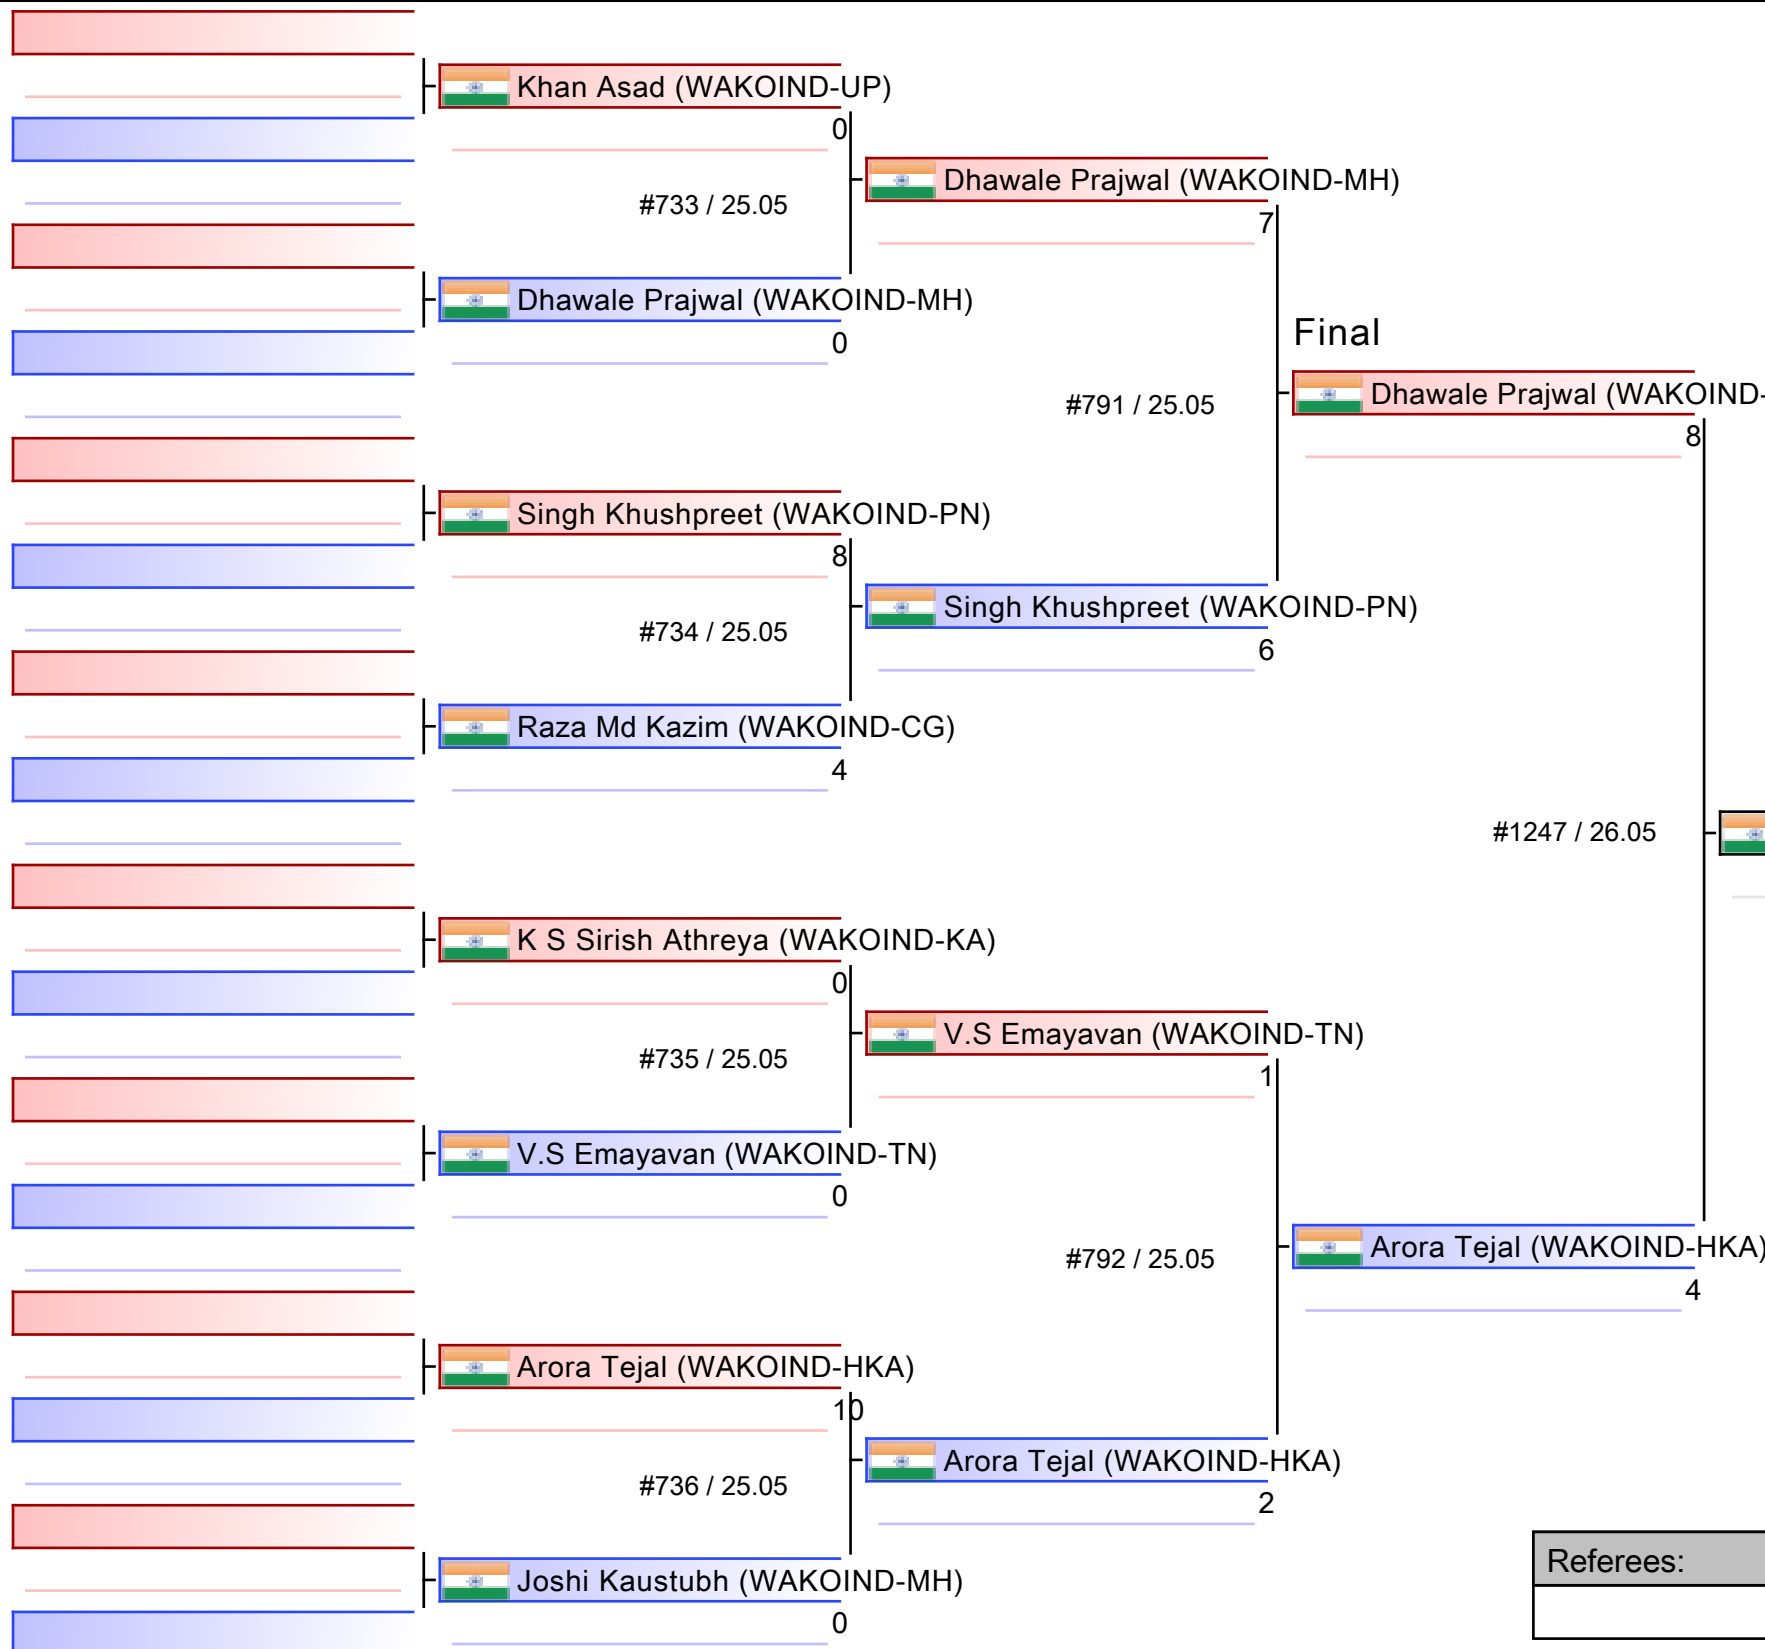 Khan Asad (WAKOIND-UP)
0
#733 / 25.05
Dhawale Prajwal (WAKOIND-MH)
0
Singh Khushpreet (WAKOIND-PN)
8
#734 / 25.05
Raza Md Kazim (WAKOIND-CG)
4
K S Sirish Athreya (WAKOIND-KA)
0
#735 / 25.05
V.S Emayavan (WAKOIND-TN)
0
Arora Tejal (WAKOIND-HKA)
10
#736 / 25.05
Joshi Kaustubh (WAKOIND-MH)
0
Dhawale Prajwal (WAKOIND-MH)
7
#791 / 25.05
Singh Khushpreet (WAKOIND-PN)
6
V.S Emayavan (WAKOIND-TN)
1
#792 / 25.05
Arora Tejal (WAKOIND-HKA)
2
Final
Dhawale Prajwal (WAKOIND-
8
#1247 / 26.05
Arora Tejal (WAKOIND-HKA)
4
Referees: